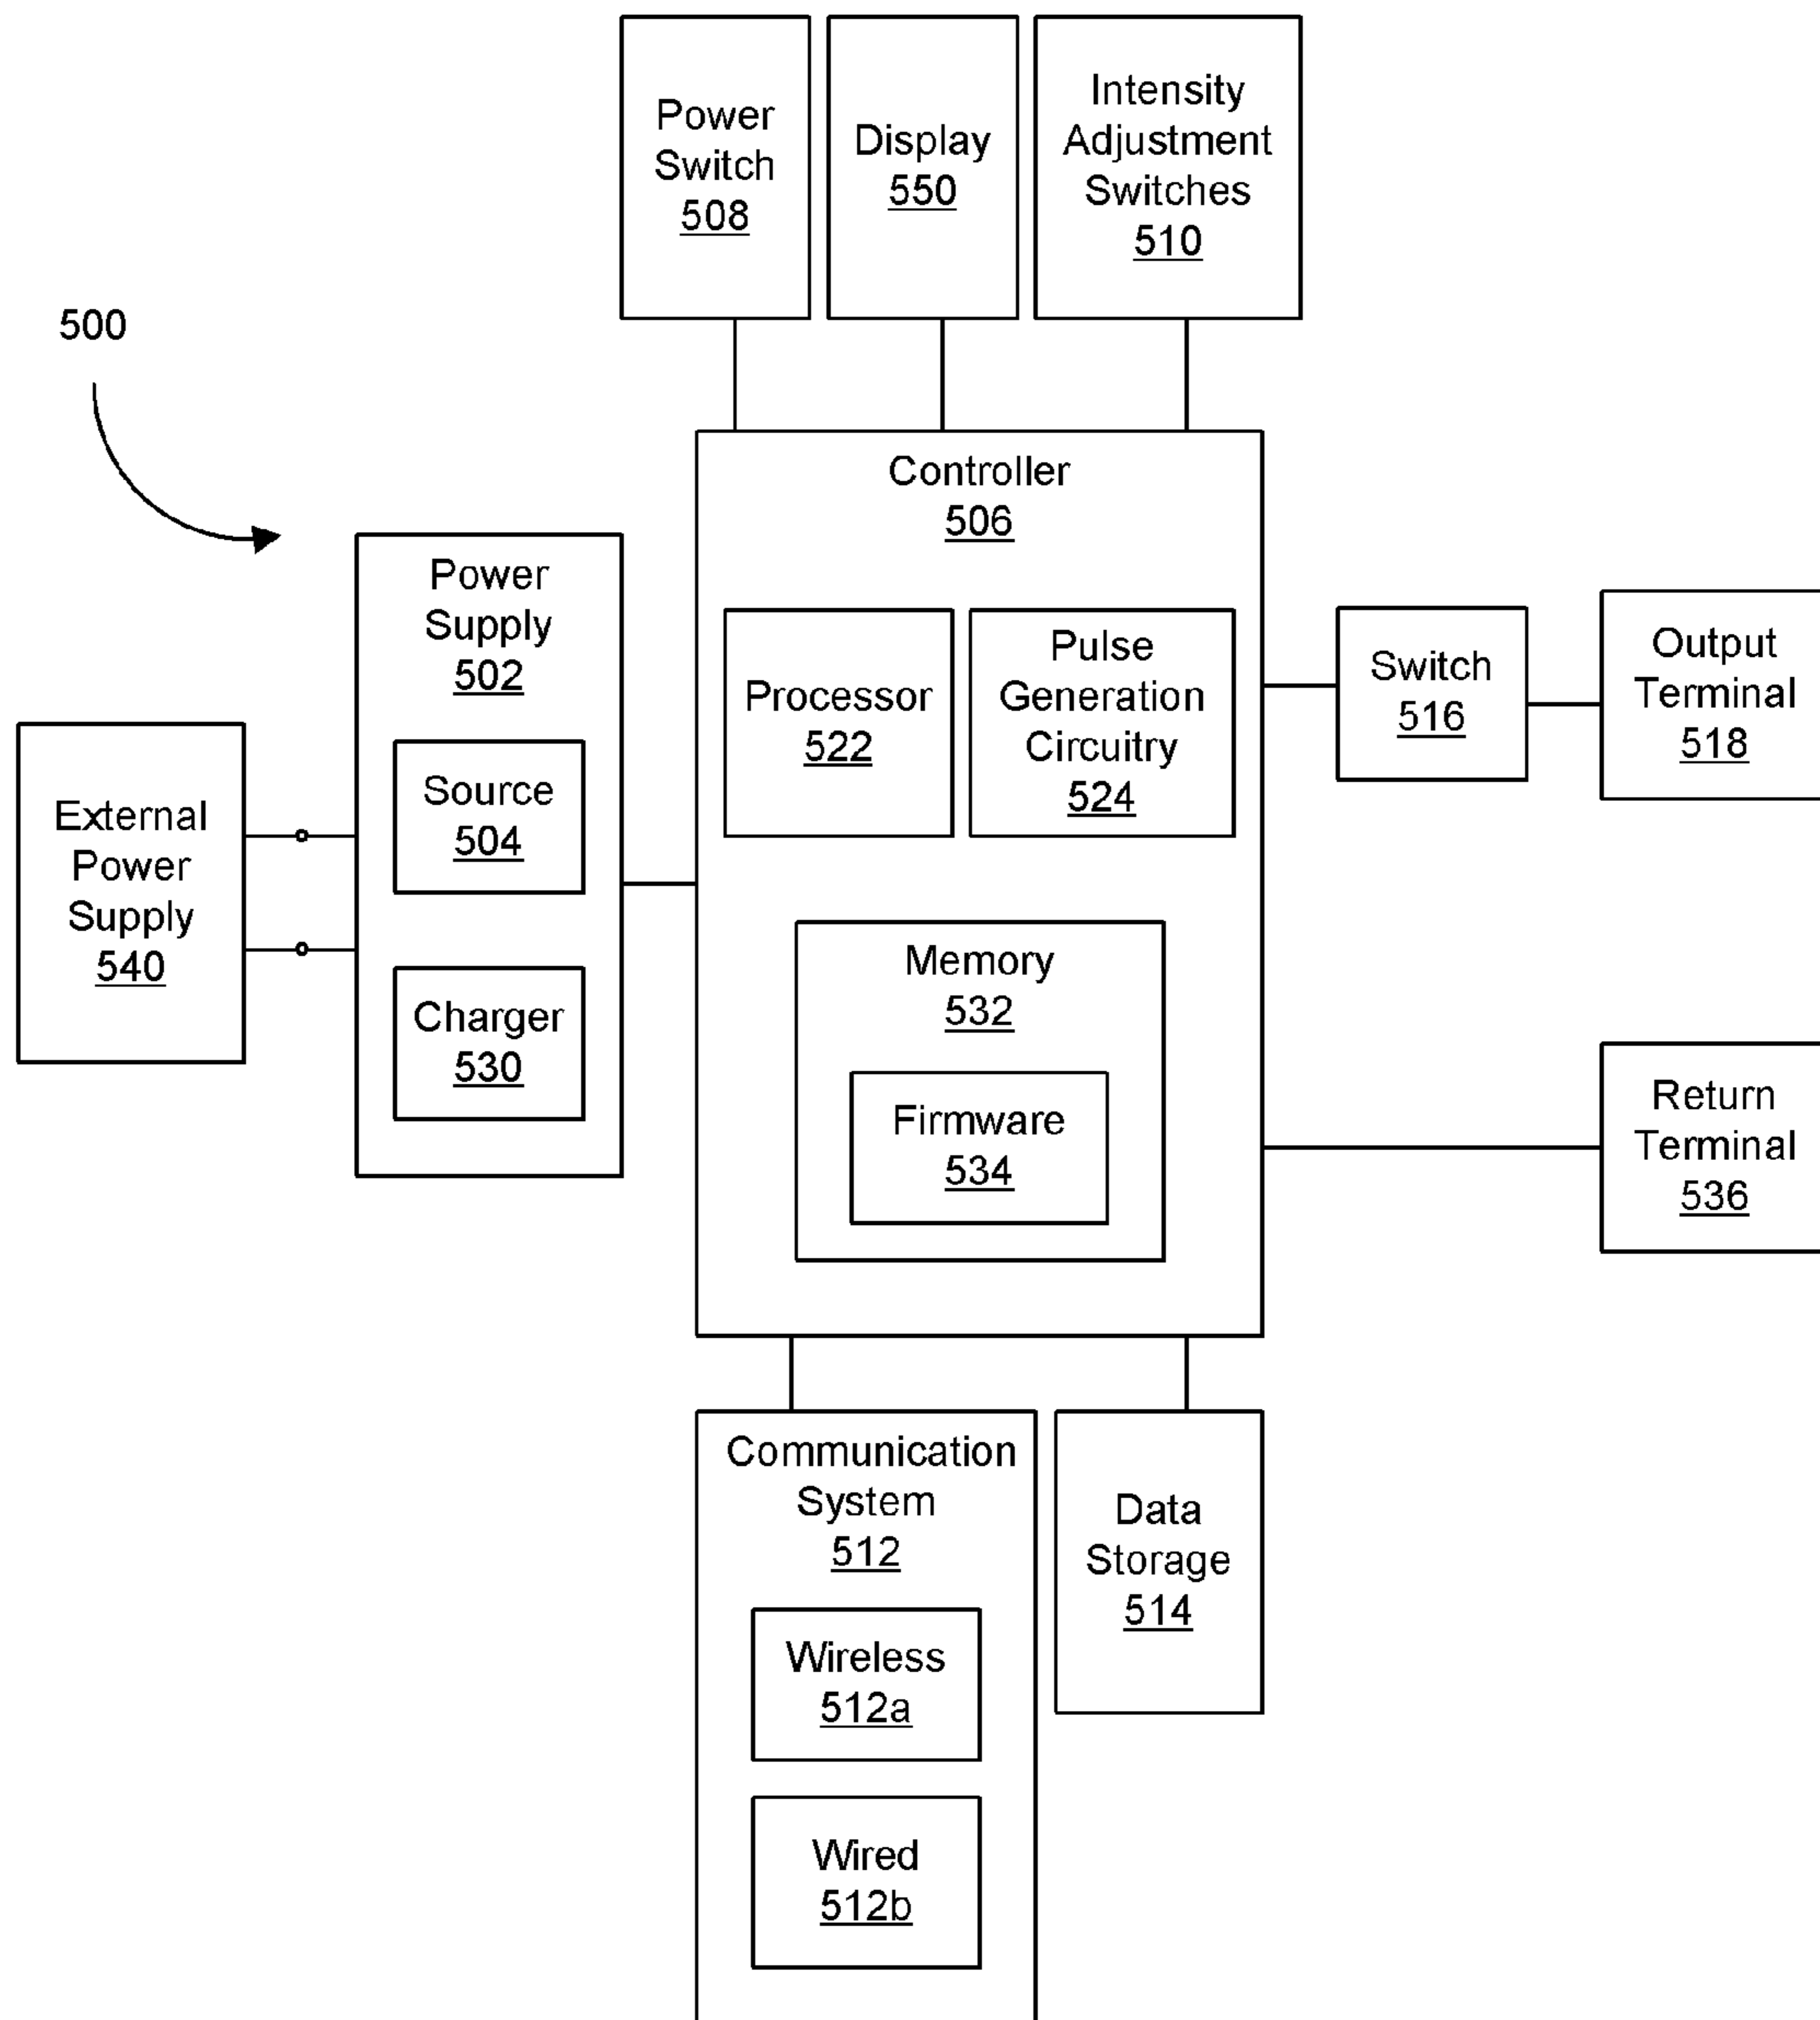 Power
Switch
508
Display
550
Intensity
Adjustment
Switches
510
500
Controller
506
Power
Supply
502
Source
504
Charger
530
External
Power
Supply
540
Processor
522
Pulse
Generation
Circuitry
524
Memory
532
Firmware
534
Switch
516
Output
Terminal
518
Return
Terminal
536
Communication
System
512
Wireless
512a
Wired
512b
Data
Storage
514